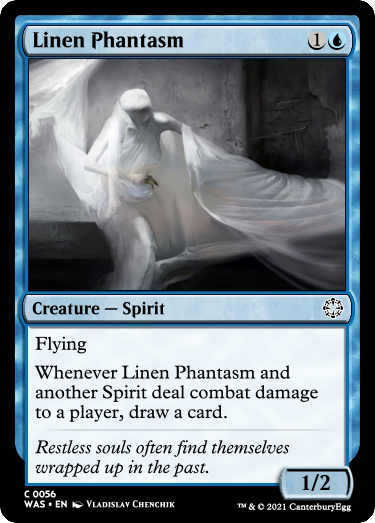 Linen Phantasm 1
Creature — Spirit
Flying
Whenever Linen Phantasm and
another Spirit deal combat damage
to a player, draw a card.
Restless souls often find themselves
wrapped up in the past.
1/2
C 0056
WAS • EN Vladislav Chenchik
™ & © 2021 CanterburyEgg